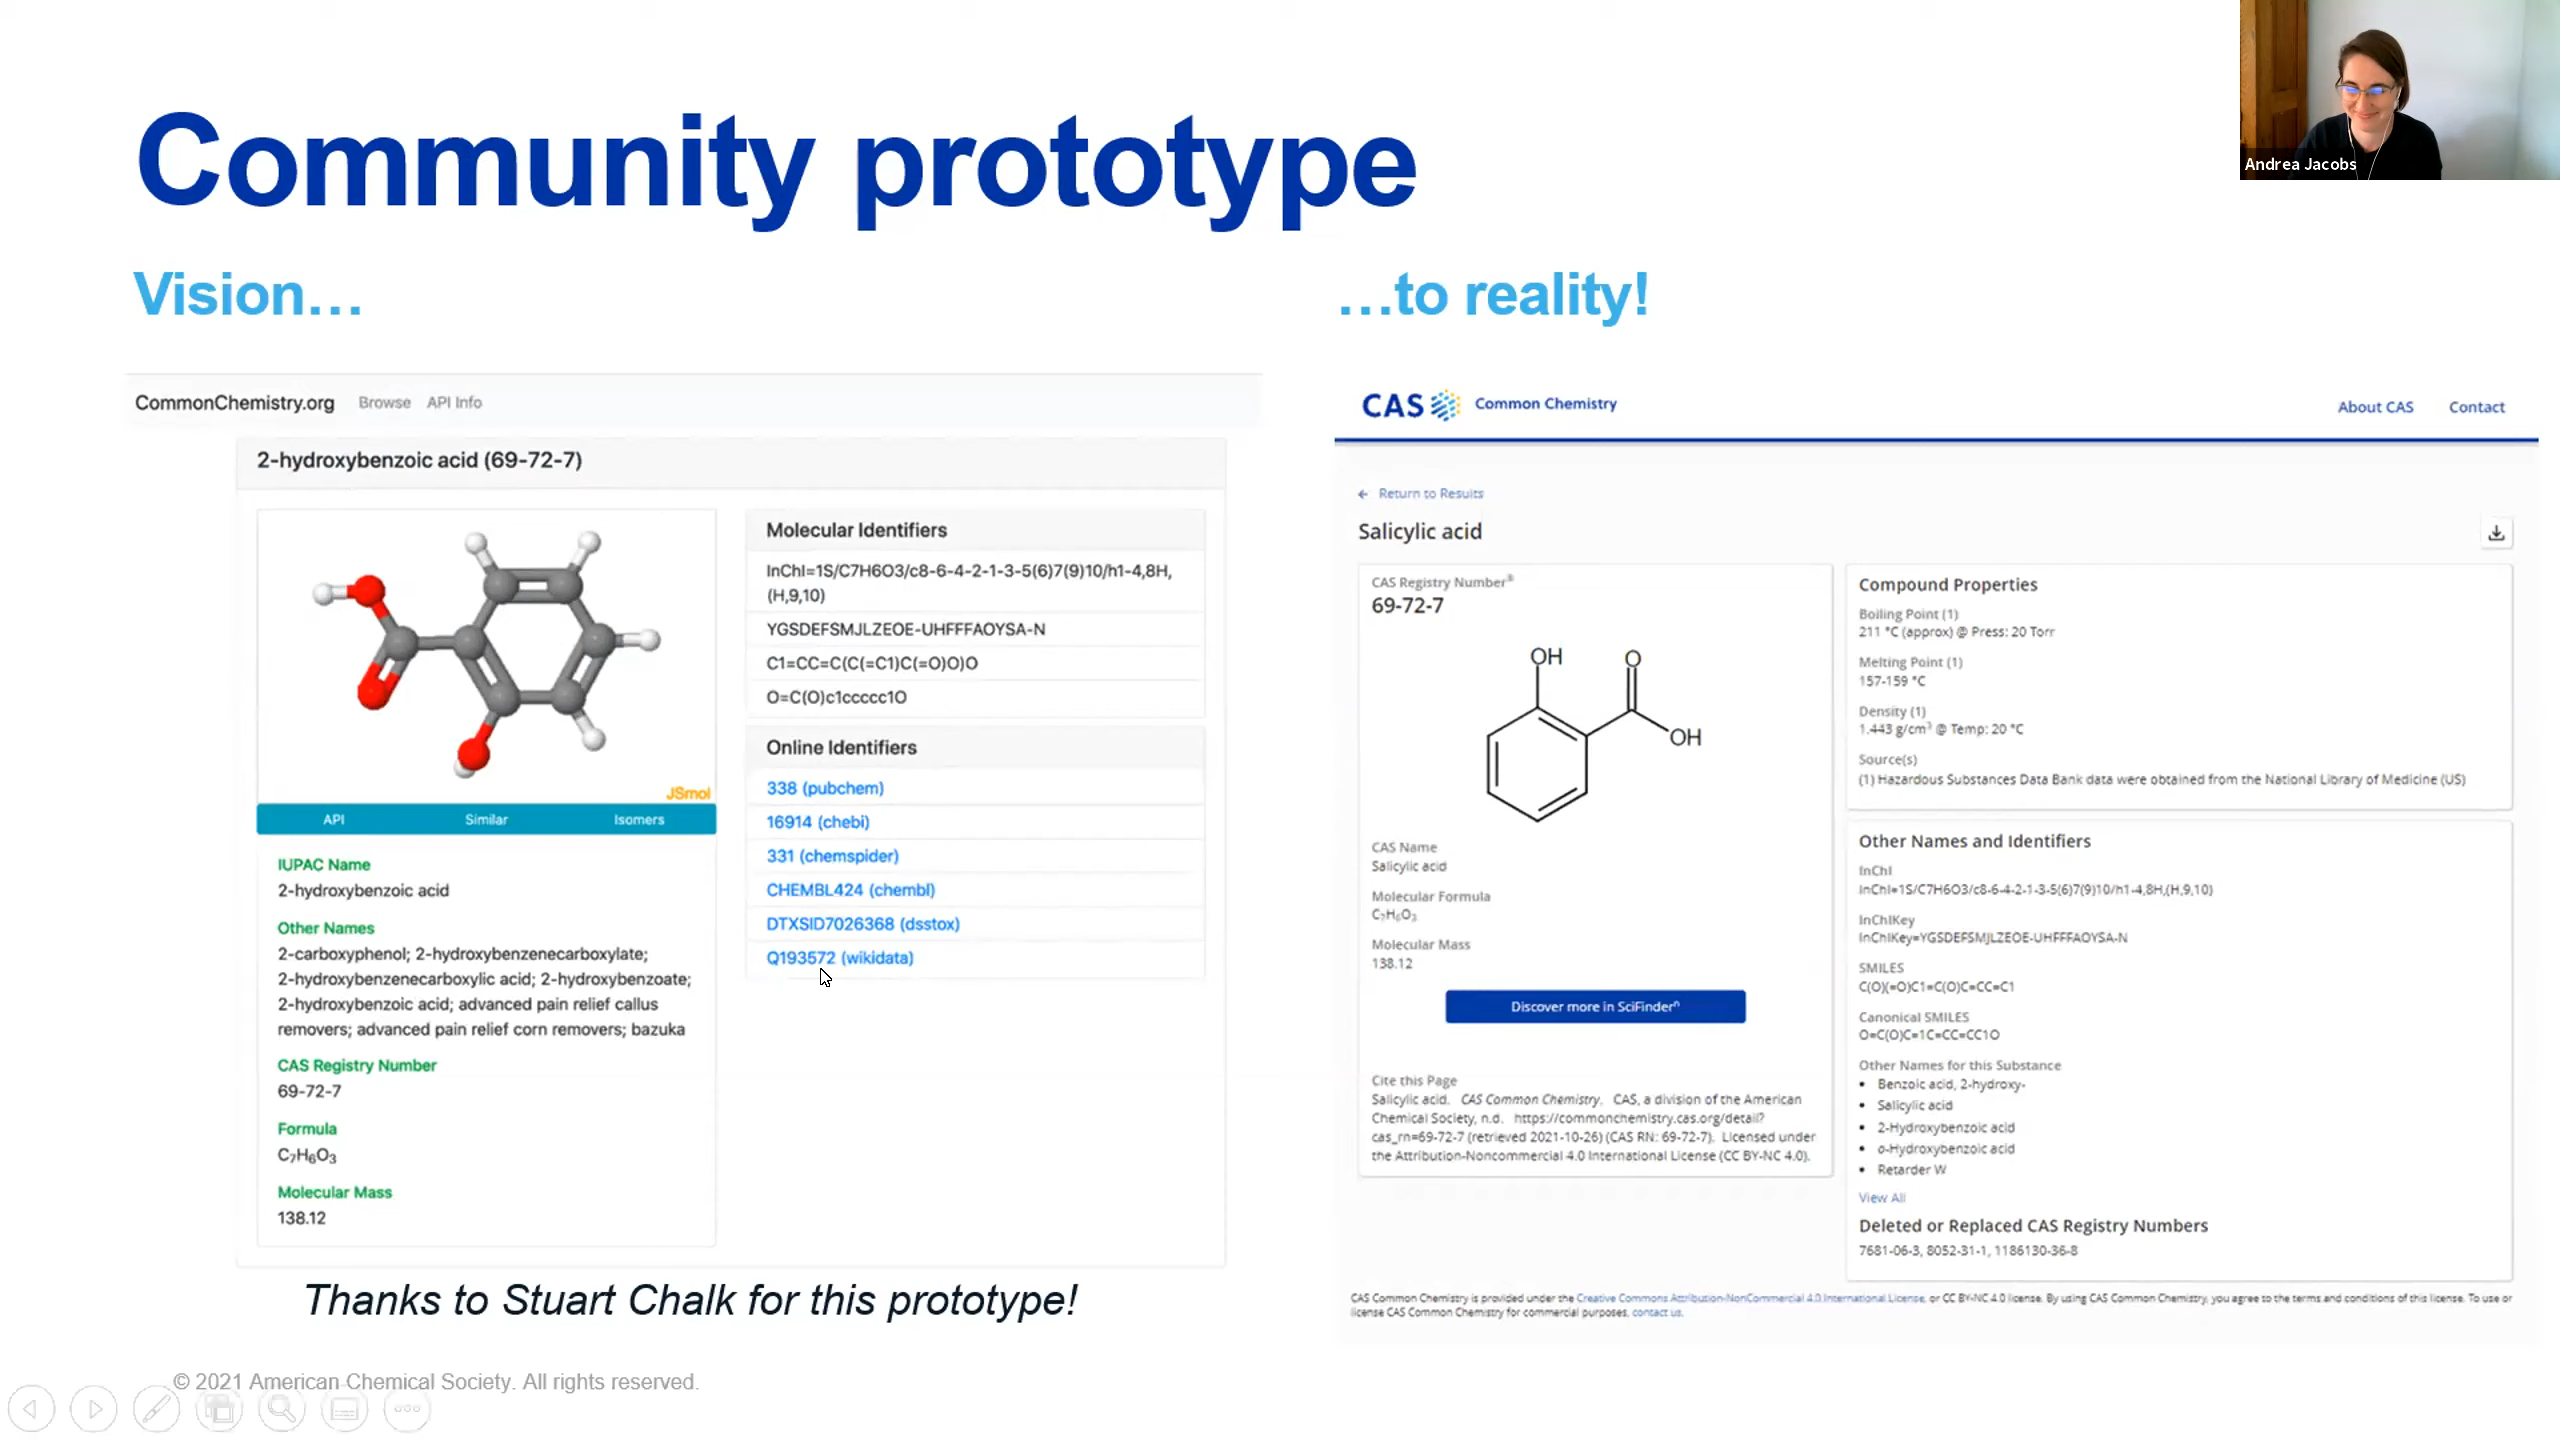 Community prototype
Andrea Jacobs
Vision…
…to reality!
CommonChemistry.org Browse API Info
2-hydroxybenzoic acid (69-72-7)
JSmol
API Similar Isomers
IUPAC Name
2-hydroxybenzoic acid
Other Names
2-carboxyphenol; 2-hydroxybenzenecarboxylate;
2-hydroxybenzenecarboxylic acid; 2-hydroxybenzoate;
2-hydroxybenzoic acid; advanced pain relief callus
removers; advanced pain relief corn removers; bazuka
CAS Registry Number
69-72-7
Formula
C₇H₆O₃
Molecular Mass
138.12
Molecular Identifiers
InChI=1S/C7H6O3/c8-6-4-2-1-3-5(6)7(9)10/h1-4,8H,
(H,9,10)
YGSDEFSMJLZEOE-UHFFFAOYSA-N
C1=CC=C(C(=C1)C(=O)O)O
O=C(O)c1ccccc1O
Online Identifiers
338 (pubchem)
16914 (chebi)
331 (chemspider)
CHEMBL424 (chembl)
DTXSID7026368 (dsstox)
Q193572 (wikidata)
Thanks to Stuart Chalk for this prototype!
CAS Common Chemistry
About CAS Contact
Return to Results
Salicylic acid
CAS Registry Number®
69-72-7
OH
O
OH
CAS Name
Salicylic acid
Molecular Formula
C₇H₆O₃
Molecular Mass
138.12
Discover more in SciFinderⁿ
Cite this Page
Salicylic acid. CAS Common Chemistry. CAS, a division of the American
Chemical Society, n.d. https://commonchemistry.cas.org/detail?
cas_rn=69-72-7 (retrieved 2021-10-26) (CAS RN: 69-72-7). Licensed under
the Attribution-Noncommercial 4.0 International License (CC BY-NC 4.0).
Compound Properties
Boiling Point (1)
211 °C (approx) @ Press: 20 Torr
Melting Point (1)
157-159 °C
Density (1)
1.443 g/cm³ @ Temp: 20 °C
Source(s)
(1) Hazardous Substances Data Bank data were obtained from the National Library of Medicine (US)
Other Names and Identifiers
InChI
InChI=1S/C7H6O3/c8-6-4-2-1-3-5(6)7(9)10/h1-4,8H,(H,9,10)
InChIKey
InChIKey=YGSDEFSMJLZEOE-UHFFFAOYSA-N
SMILES
C(O)(=O)C1=C(O)C=CC=C1
Canonical SMILES
O=C(O)C=1C=CC=CC1O
Other Names for this Substance
• Benzoic acid, 2-hydroxy-
• Salicylic acid
• 2-Hydroxybenzoic acid
• o-Hydroxybenzoic acid
• Retarder W
View All
Deleted or Replaced CAS Registry Numbers
7681-06-3, 8052-31-1, 1186130-36-8
CAS Common Chemistry is provided under the Creative Commons Attribution-NonCommercial 4.0 International License, or CC BY-NC 4.0 license. By using CAS Common Chemistry, you agree to the terms and conditions of this license. To use or
license CAS Common Chemistry for commercial purposes, contact us.
© 2021 American Chemical Society. All rights reserved.